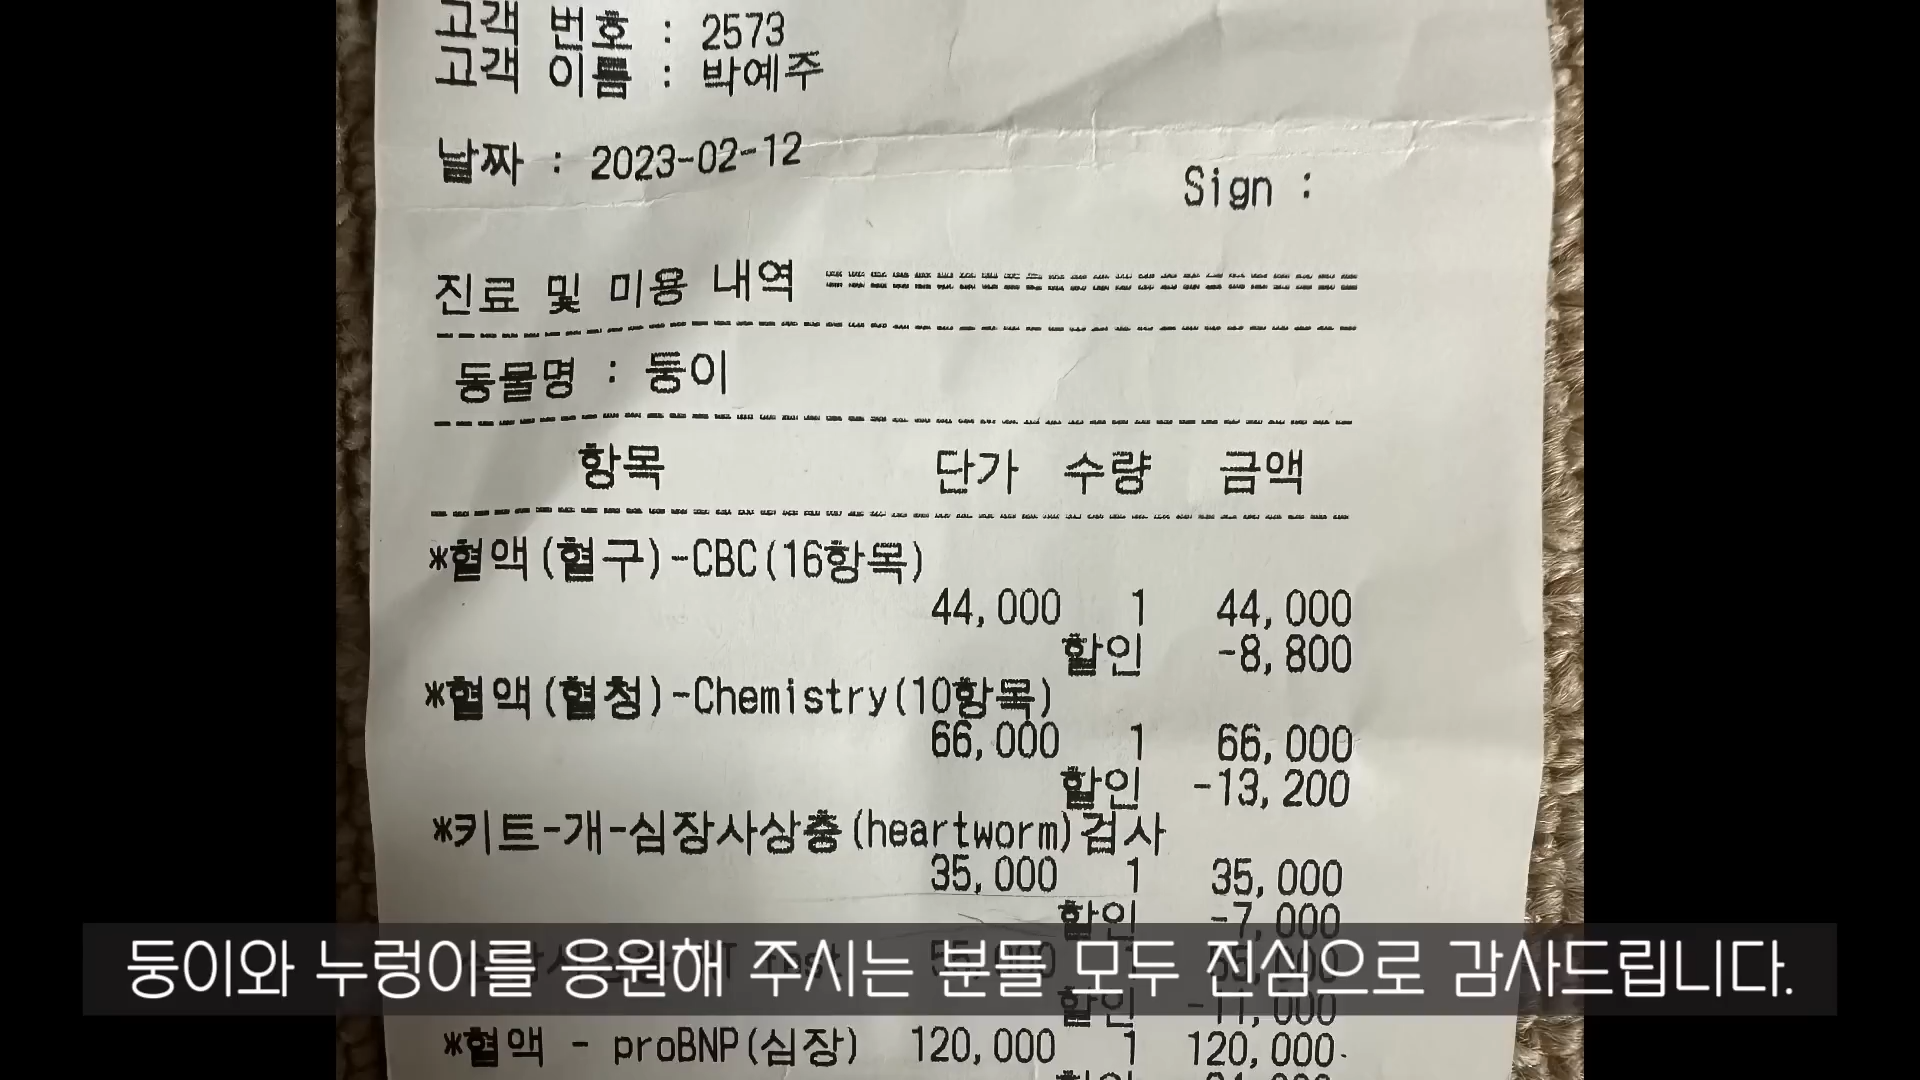 고객 번호 : 2573
고객 이름 : 박예주
날짜 : 2023-02-12
Sign :
진료 및 미용 내역 ========================
동물명 : 둥이
항목 단가 수량 금액
*혈액(혈구)-CBC(16항목)
44,000 1 44,000
할인 -8,800
*혈액(혈청)-Chemistry(10항목)
66,000 1 66,000
할인 -13,200
*키트-개-심장사상충(heartworm)검사
35,000 1 35,000
할인 -7,000
둥이와 누렁이를 응원해 주시는 분들 모두 진심으로 감사드립니다.
할인 -11,000
*혈액 - proBNP(심장) 120,000 1 120,000